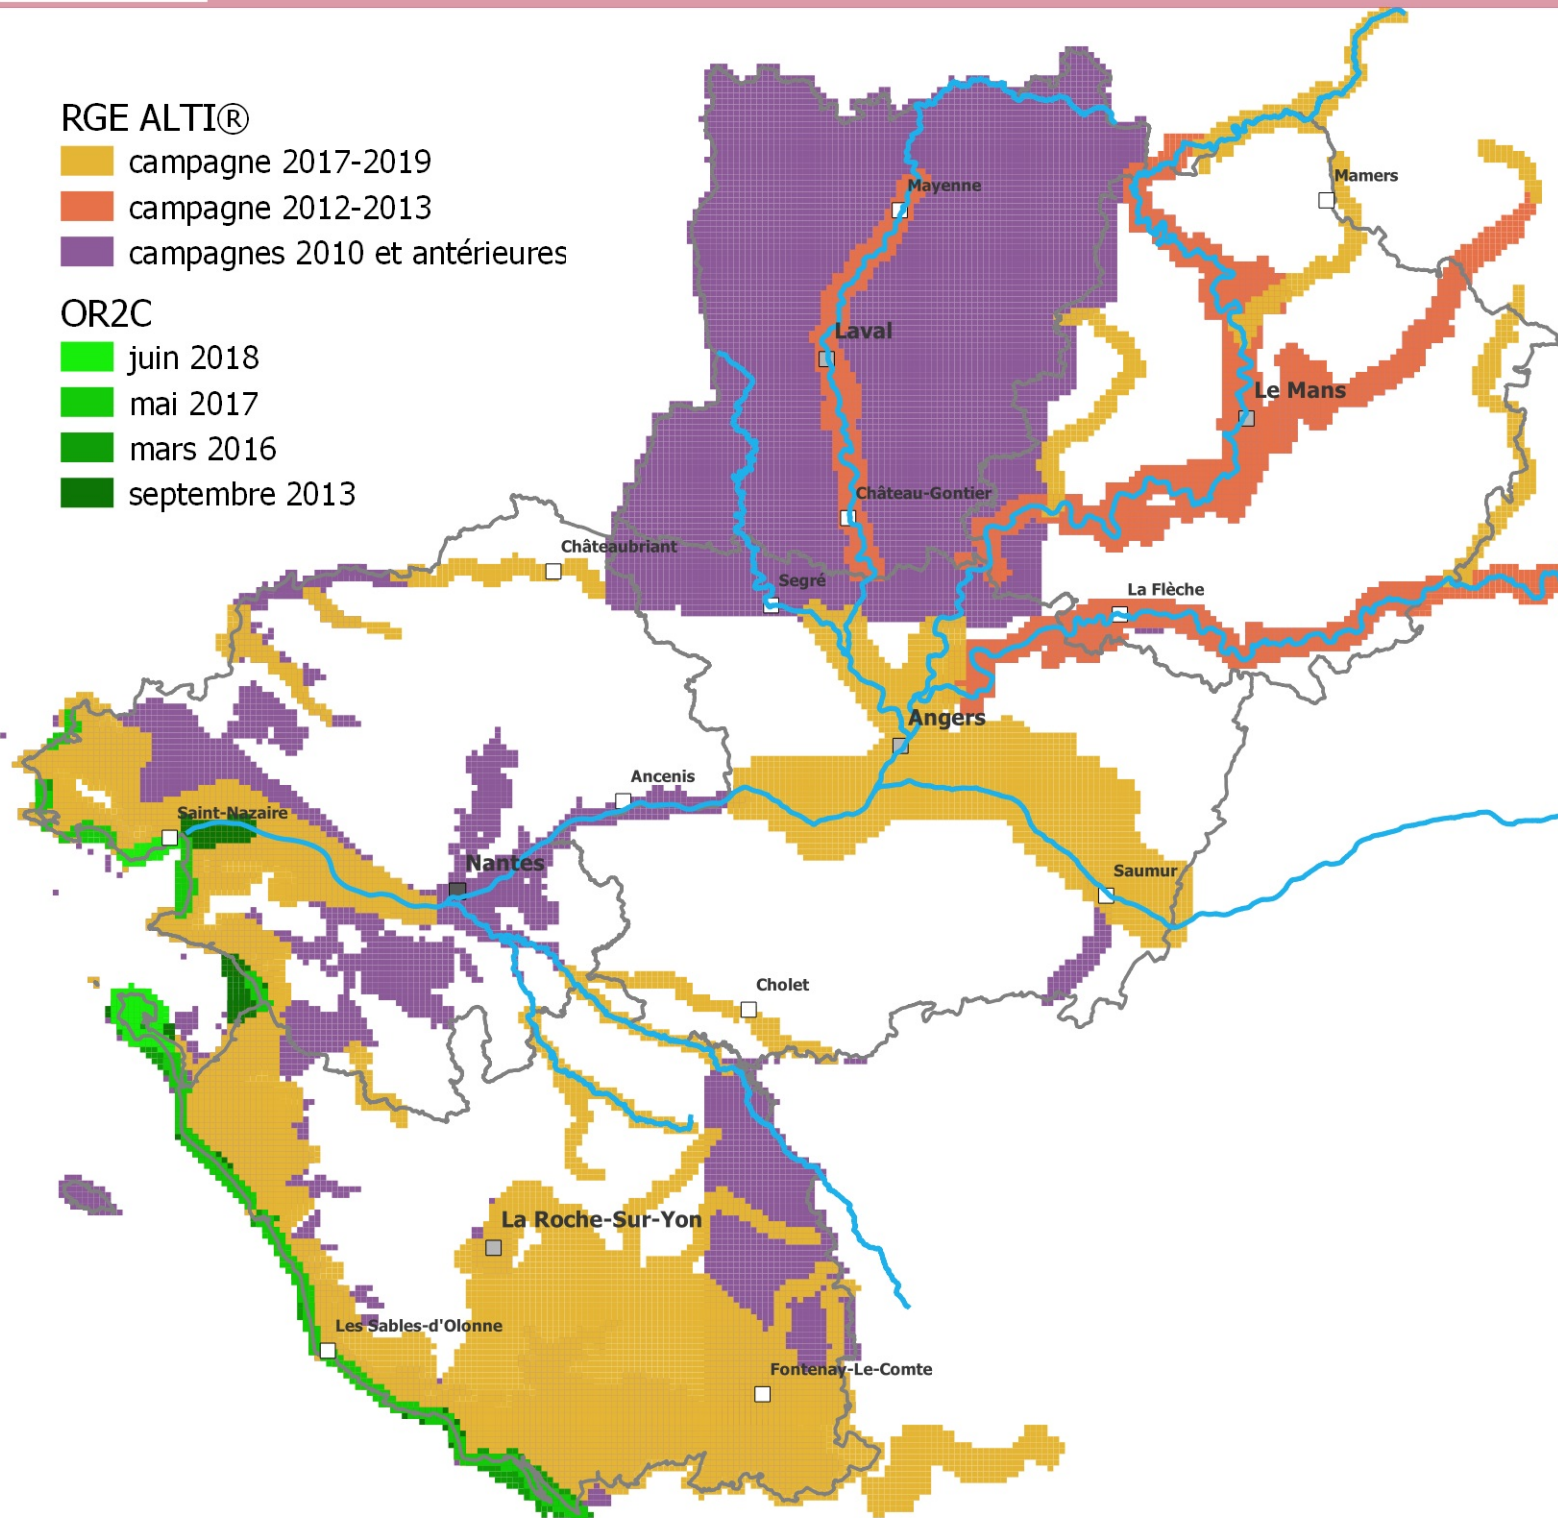 RGE ALTI®
campagne 2017-2019
campagne 2012-2013
campagnes 2010 et antérieures
OR2C
juin 2018
mai 2017
mars 2016
septembre 2013
Mamers
Mayenne
Laval
Le Mans
Château-Gontier
Châteaubriant
Segré
La Flèche
Angers
Ancenis
Saint-Nazaire
Nantes
Saumur
Cholet
La Roche-Sur-Yon
Les Sables-d'Olonne
Fontenay-Le-Comte